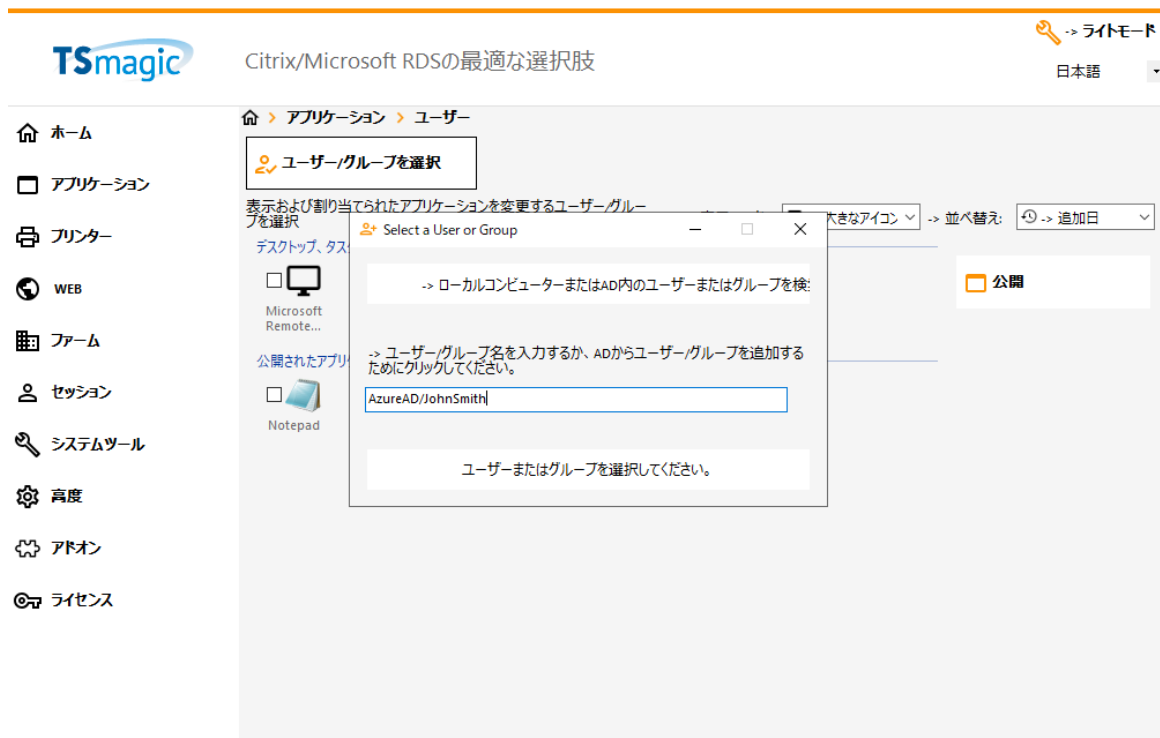 -> ライトモード
TSmagic
Citrix/Microsoft RDSの最適な選択肢
日本語
アプリケーション > ユーザー
ホーム
ユーザー/グループを選択
アプリケーション
表示および割り当てられたアプリケーションを変更するユーザー/グルー
プを選択
大きなアイコン
-> 並べ替え:
-> 追加日
プリンター
Select a User or Group
デスクトップ、タス
-> ローカルコンピューターまたはAD内のユーザーまたはグループを検
公開
WEB
Microsoft
Remote...
ファーム
-> ユーザー/グループ名を入力するか、ADからユーザー/グループを追加する
ためにクリックしてください。
公開されたアプリ
セッション
AzureAD/JohnSmith
Notepad
システムツール
ユーザーまたはグループを選択してください。
高度
アドオン
ライセンス